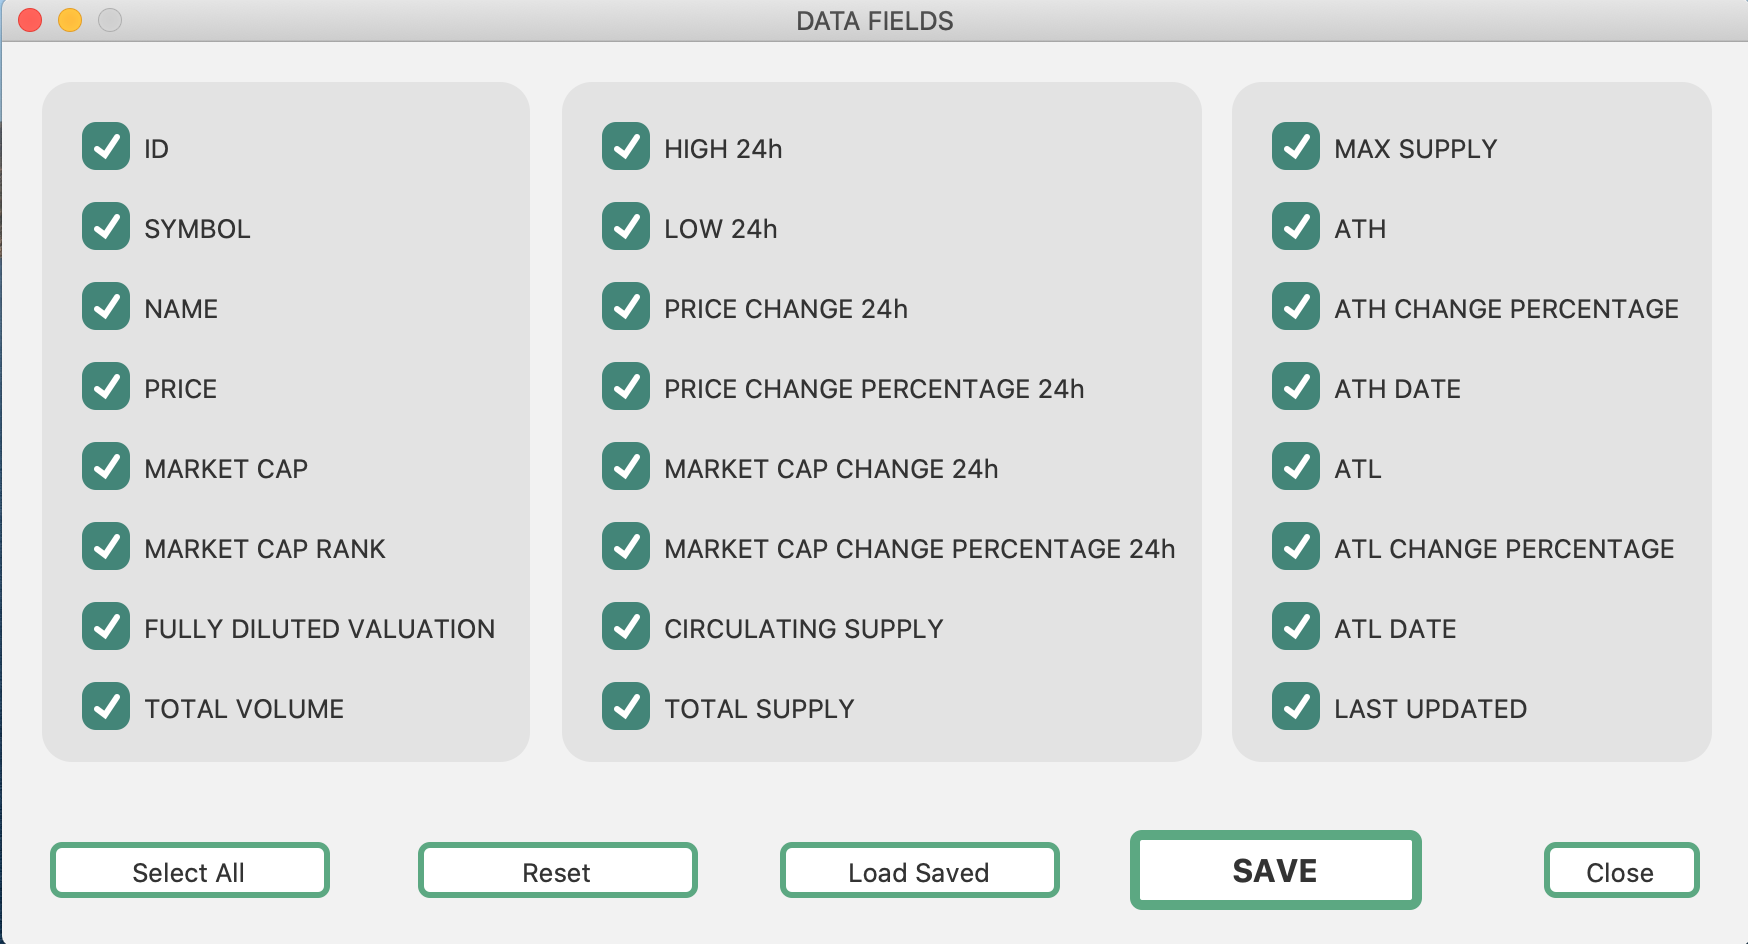 DATA FIELDS
ID
SYMBOL
NAME
PRICE
MARKET CAP
MARKET CAP RANK
FULLY DILUTED VALUATION
TOTAL VOLUME
HIGH 24h
LOW 24h
PRICE CHANGE 24h
PRICE CHANGE PERCENTAGE 24h
MARKET CAP CHANGE 24h
MARKET CAP CHANGE PERCENTAGE 24h
CIRCULATING SUPPLY
TOTAL SUPPLY
MAX SUPPLY
ATH
ATH CHANGE PERCENTAGE
ATH DATE
ATL
ATL CHANGE PERCENTAGE
ATL DATE
LAST UPDATED
Select All
Reset
Load Saved
SAVE
Close